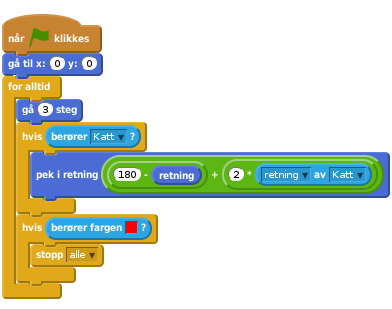 når klikkes
gå til x: 0 y: 0
for alltid
gå 3 steg
hvis berører Katt ?
pek i retning 180 - retning + 2 * retning av Katt
hvis berører fargen ?
stopp alle